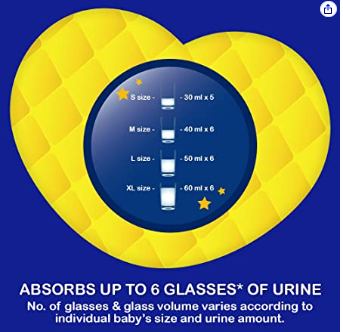 S size - - 30 ml x 5
M size - - 40 ml x 6
L size - - 50 ml x 6
XL size - - 60 ml x 6
ABSORBS UP TO 6 GLASSES* OF URINE
No. of glasses & glass volume varies according to
individual baby's size and urine amount.